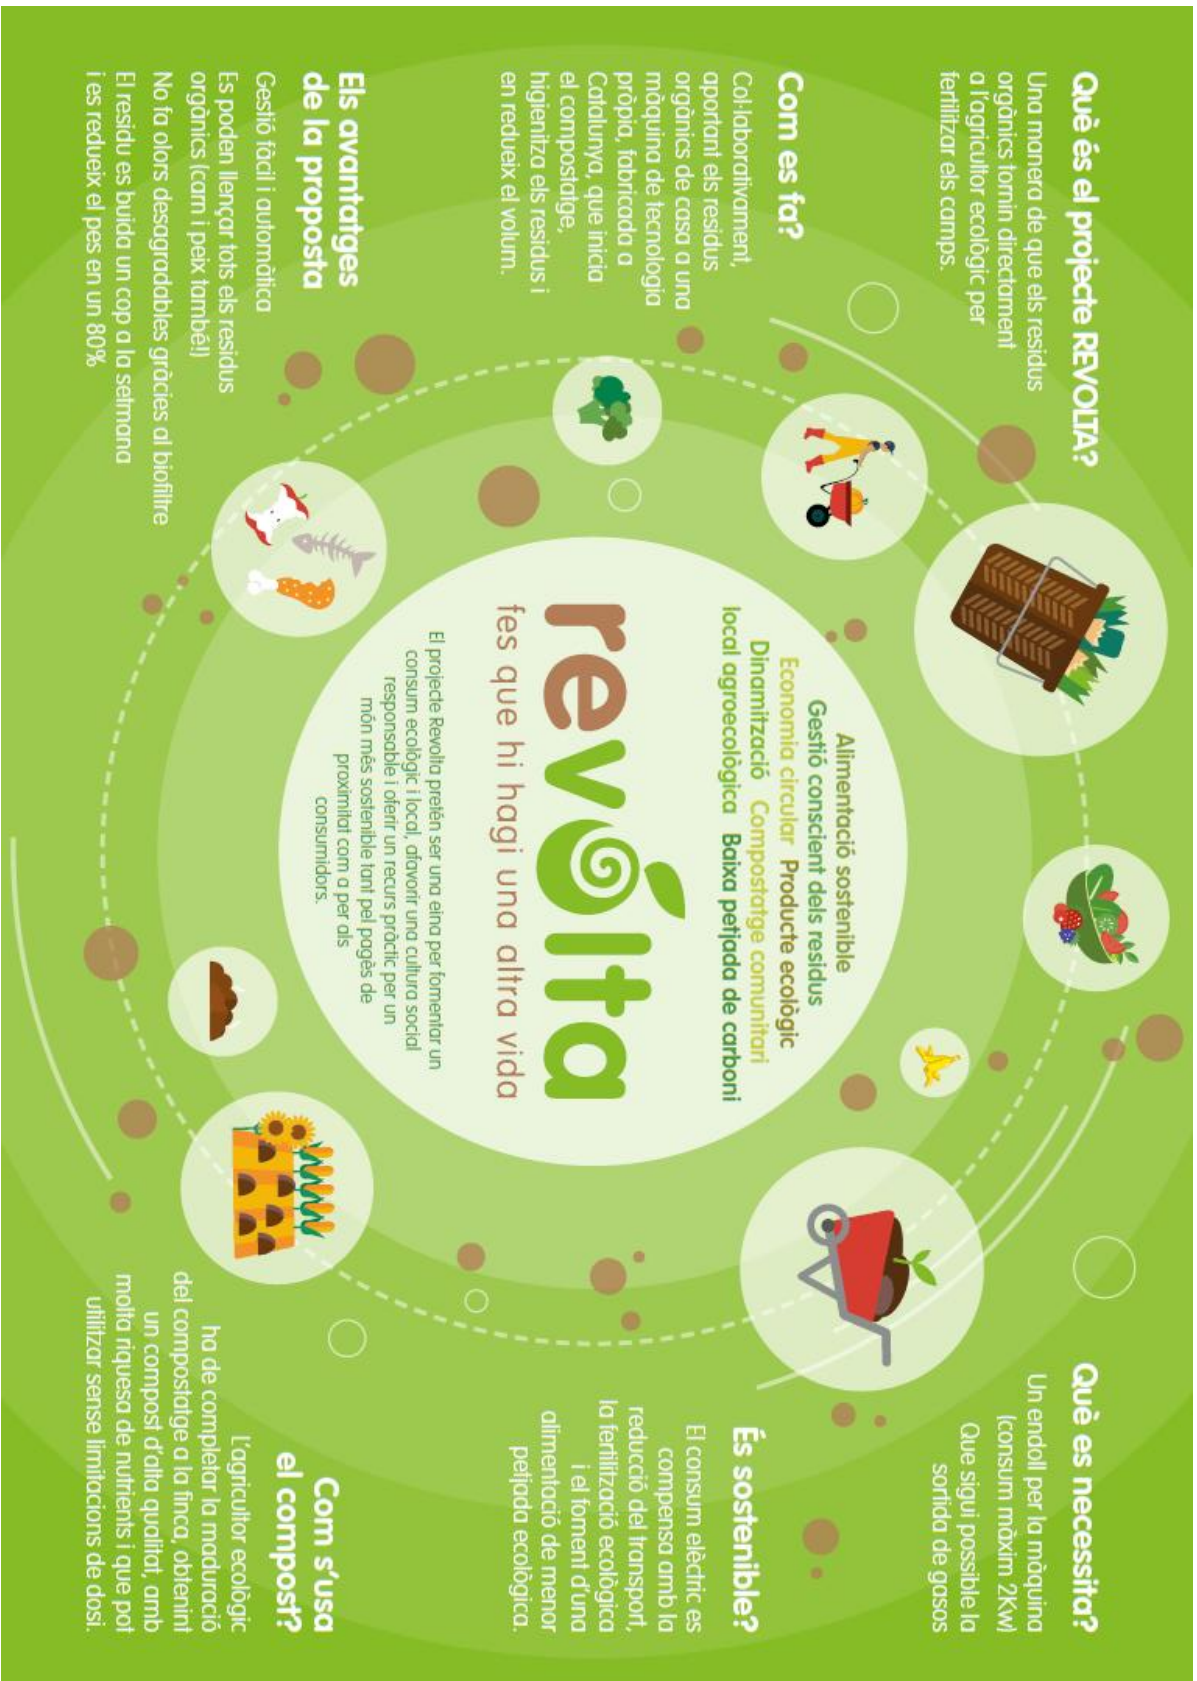 Què és el projecte REVOLTA?
Una manera de que els residus
orgànics tornin directament
a l'agricultor ecològic per
fertilitzar els camps.
Com es fa?
Col·laborativament,
aportant els residus
orgànics de casa a una
màquina de tecnologia
pròpia, fabricada a
Catalunya, que inicia
el compostatge,
higienitza els residus i
en redueix el volum.
Els avantatges
de la proposta
Gestió fàcil i automàtica
Es poden llençar tots els residus
orgànics (carn i peix també!)
No fa olors desagradables gràcies al biofiltre
El residu es buida un cop a la setmana
i es redueix el pes en un 80%
Alimentació sostenible
Gestió conscient dels residus
Economia circular Producte ecològic
Dinamització Compostatge comunitari
local agroecològica Baixa petjada de carboni
revolta
fes que hi hagi una altra vida
El projecte Revolta pretén ser una eina per fomentar un
consum ecològic i local, afavorir una cultura social
responsable i oferir un recurs pràctic per un
món més sostenible tant pel pagès de
proximitat com a per als
consumidors.
Què es necessita?
Un endoll per la màquina
(consum màxim 2Kw)
Que sigui possible la
sortida de gasos
És sostenible?
El consum elèctric es
compensa amb la
reducció del transport,
la fertilització ecològica
i el foment d'una
alimentació de menor
petjada ecològica.
Com s'usa
el compost?
L'agricultor ecològic
ha de completar la maduració
del compostatge a la finca, obtenint
un compost d'alta qualitat, amb
molta riquesa de nutrients i que pot
utilitzar sense limitacions de dosi.